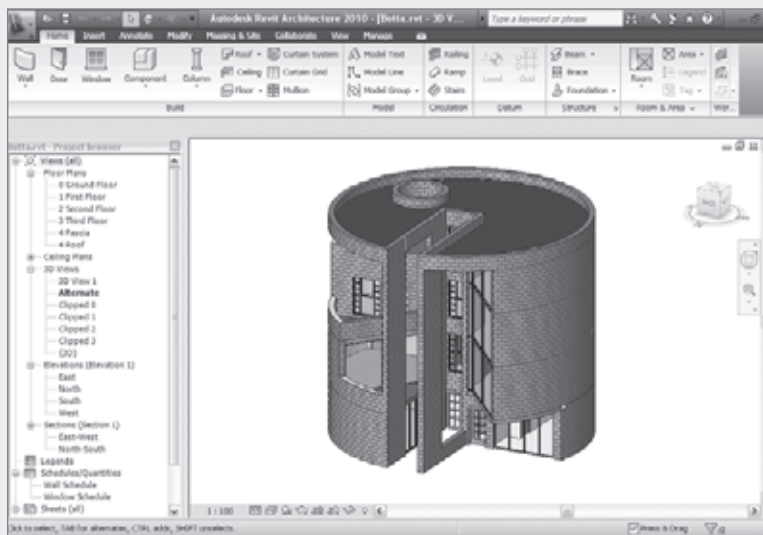 Autodesk Revit Architecture 2010 - [Botta.rvt - 3D V... Type a keyword or phrase
Home Insert Annotate Modify Massing & Site Collaborate View Manage
Wall Door Window Component Column Roof Ceiling Floor Curtain System Curtain Grid Mullion Model Text Model Line Model Group Railing Ramp Stairs Level Grid Beam Brace Foundation Room Area Legend Tag
Build Model Circulation Datum Structure Room & Area Wor...
Botta.rvt - Project browser
Views (all)
Floor Plans
0 Ground Floor
1 First Floor
2 Second Floor
3 Third Floor
4 Fascia
4 Roof
Ceiling Plans
3D Views
3D View 1
Alternate
Clipped 0
Clipped 1
Clipped 2
Clipped 3
{3D}
Elevations (Elevation 1)
East
North
South
West
Sections (Section 1)
East-West
North-South
Legends
Schedules/Quantities
Wall Schedule
Window Schedule
Sheets (all)
1 : 100
Click to select, TAB for alternates, CTRL adds, SHIFT unselects. Press & Drag :0